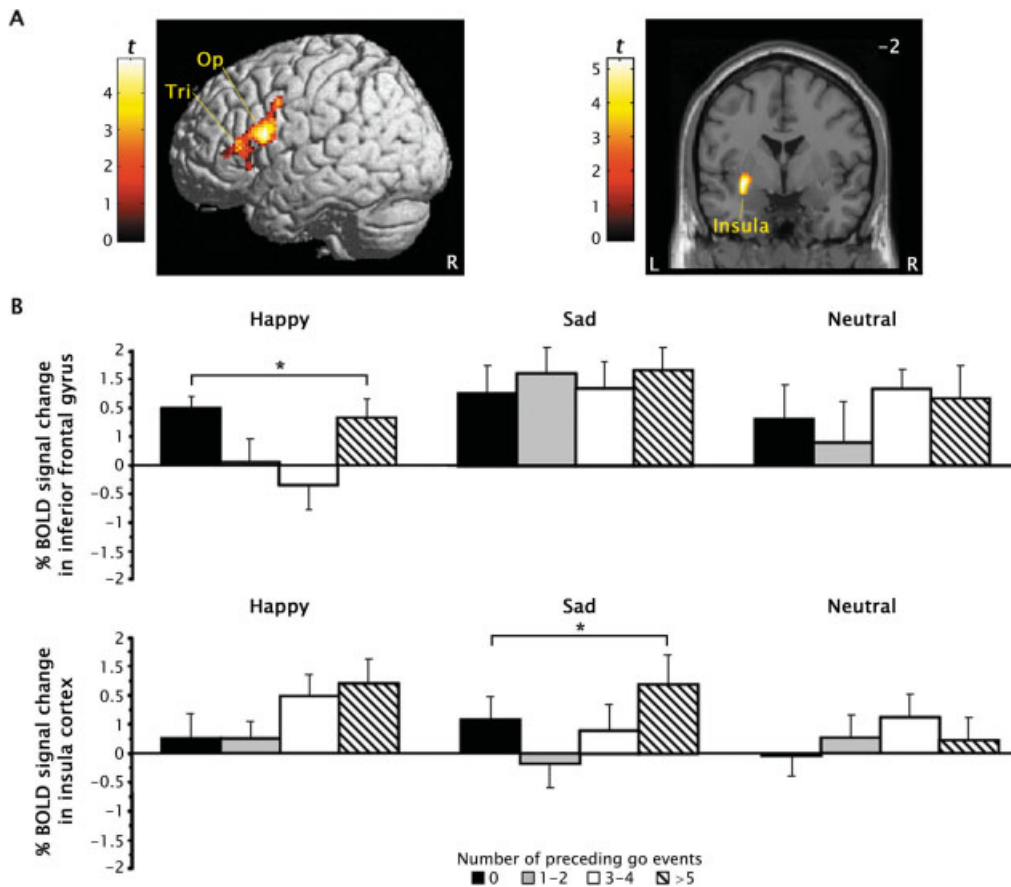 A
t
4
3
2
1
0
Op
Tri
R
t
5
4
3
2
1
0
-2
Insula
L
R
B
Happy
Sad
Neutral
% BOLD signal change
in inferior frontal gyrus
2
1.5
0.5
1
0
-0.5
-1
-1.5
-2
*
Happy
Sad
Neutral
% BOLD signal change
in insula cortex
2
1.5
0.5
1
0
-0.5
-1
-1.5
-2
*
Number of preceding go events
0 1-2 3-4 >5